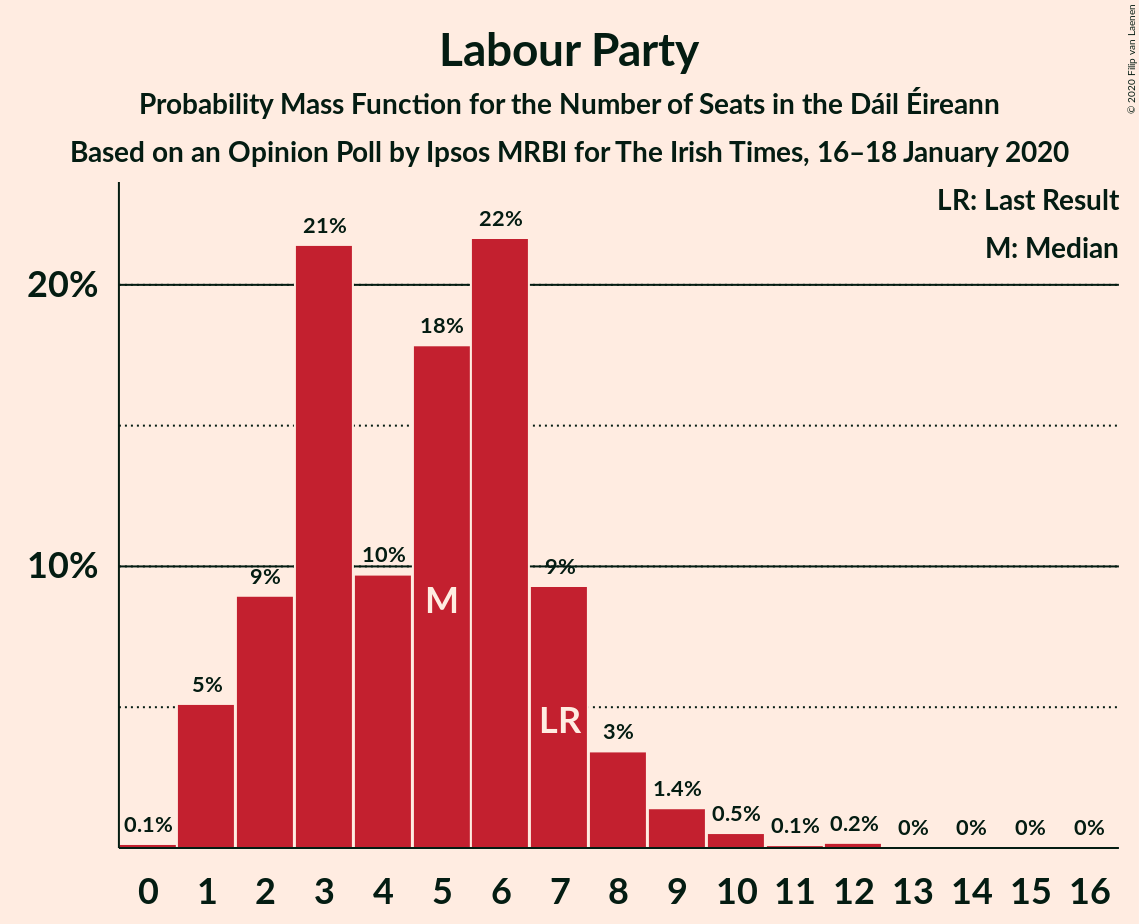 Labour Party
Probability Mass Function for the Number of Seats in the Dáil Éireann
Based on an Opinion Poll by Ipsos MRBI for The Irish Times, 16–18 January 2020
© 2020 Filip van Laenen
LR: Last Result
M: Median
20%
10%
0.1%
5%
9%
21%
10%
18%
22%
9%
3%
1.4%
0.5%
0.1%
0.2%
0%
0%
0%
0%
M
LR
0 1 2 3 4 5 6 7 8 9 10 11 12 13 14 15 16